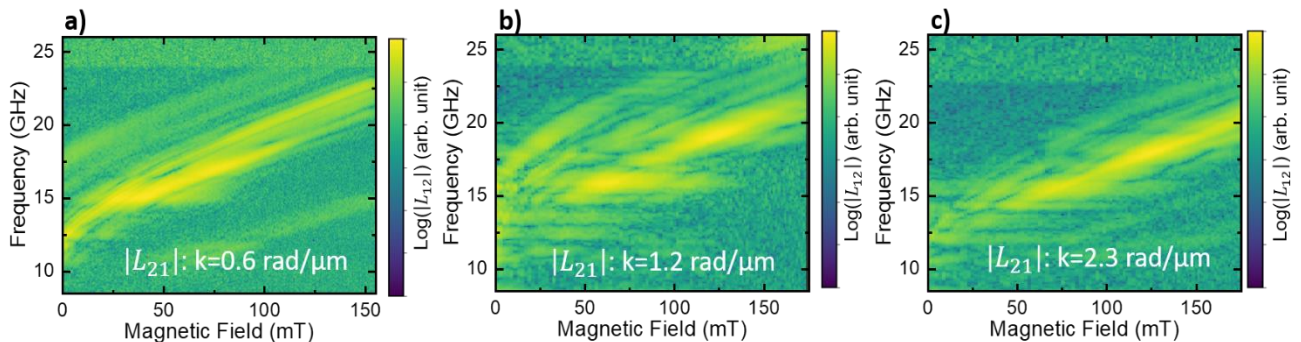 a)
25
20
15
10
Frequency (GHz)
0
50
100
150
Magnetic Field (mT)
|L₂₁|: k=0.6 rad/µm
Log(|L₁₂|) (arb. unit)
b)
25
20
15
10
Frequency (GHz)
0
50
100
150
Magnetic Field (mT)
|L₂₁|: k=1.2 rad/µm
Log(|L₁₂|) (arb. unit)
c)
25
20
15
10
Frequency (GHz)
0
50
100
150
Magnetic Field (mT)
|L₂₁|: k=2.3 rad/µm
Log(|L₁₂|) (arb. unit)